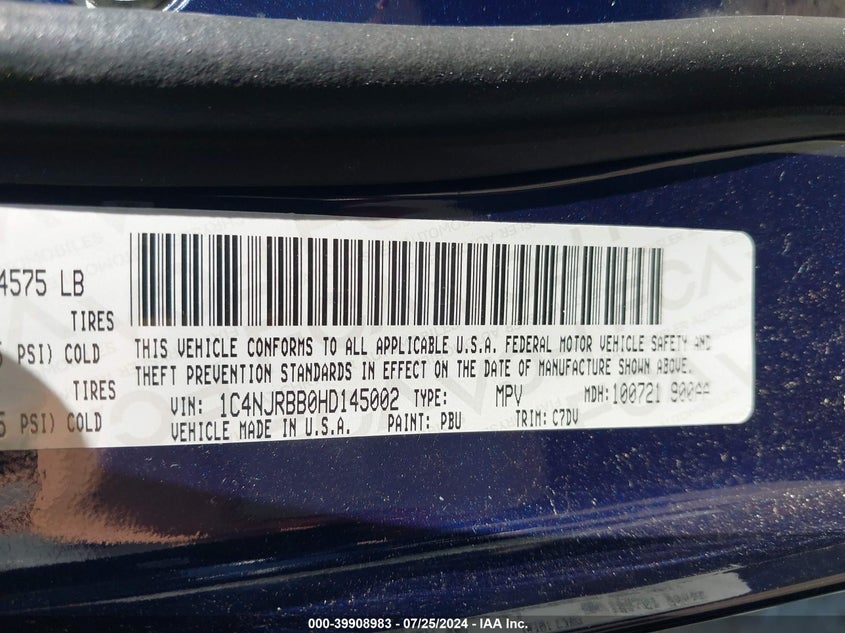 4575 LB
TIRES
PSI) COLD
TIRES
PSI) COLD
THIS VEHICLE CONFORMS TO ALL APPLICABLE U.S.A. FEDERAL MOTOR VEHICLE SAFETY AND
THEFT PREVENTION STANDARDS IN EFFECT ON THE DATE OF MANUFACTURE SHOWN ABOVE.
VIN: 1C4NJRBB0HD145002 TYPE: MPV MDH: 100721 900AA
VEHICLE MADE IN U.S.A. PAINT: PBU TRIM: C7DV
000-39908983 / 07/25/2024 - © IAA Inc.